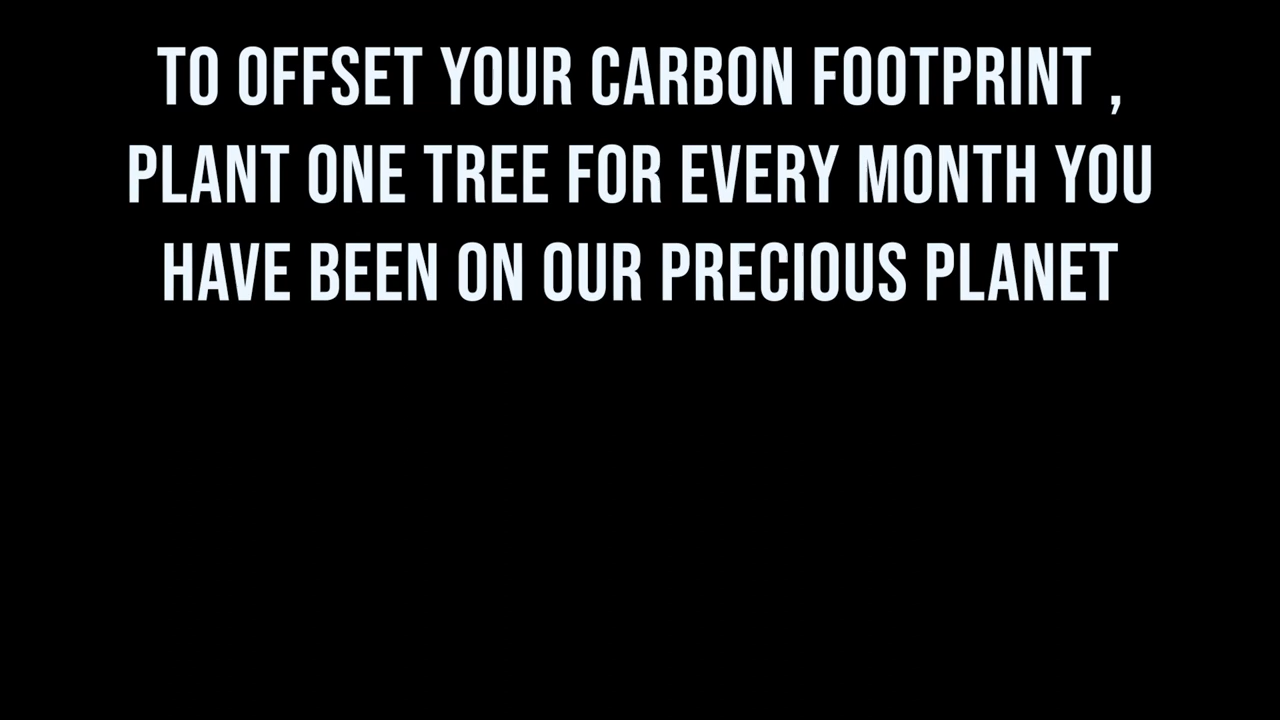 TO OFFSET YOUR CARBON FOOTPRINT ,
PLANT ONE TREE FOR EVERY MONTH YOU
HAVE BEEN ON OUR PRECIOUS PLANET